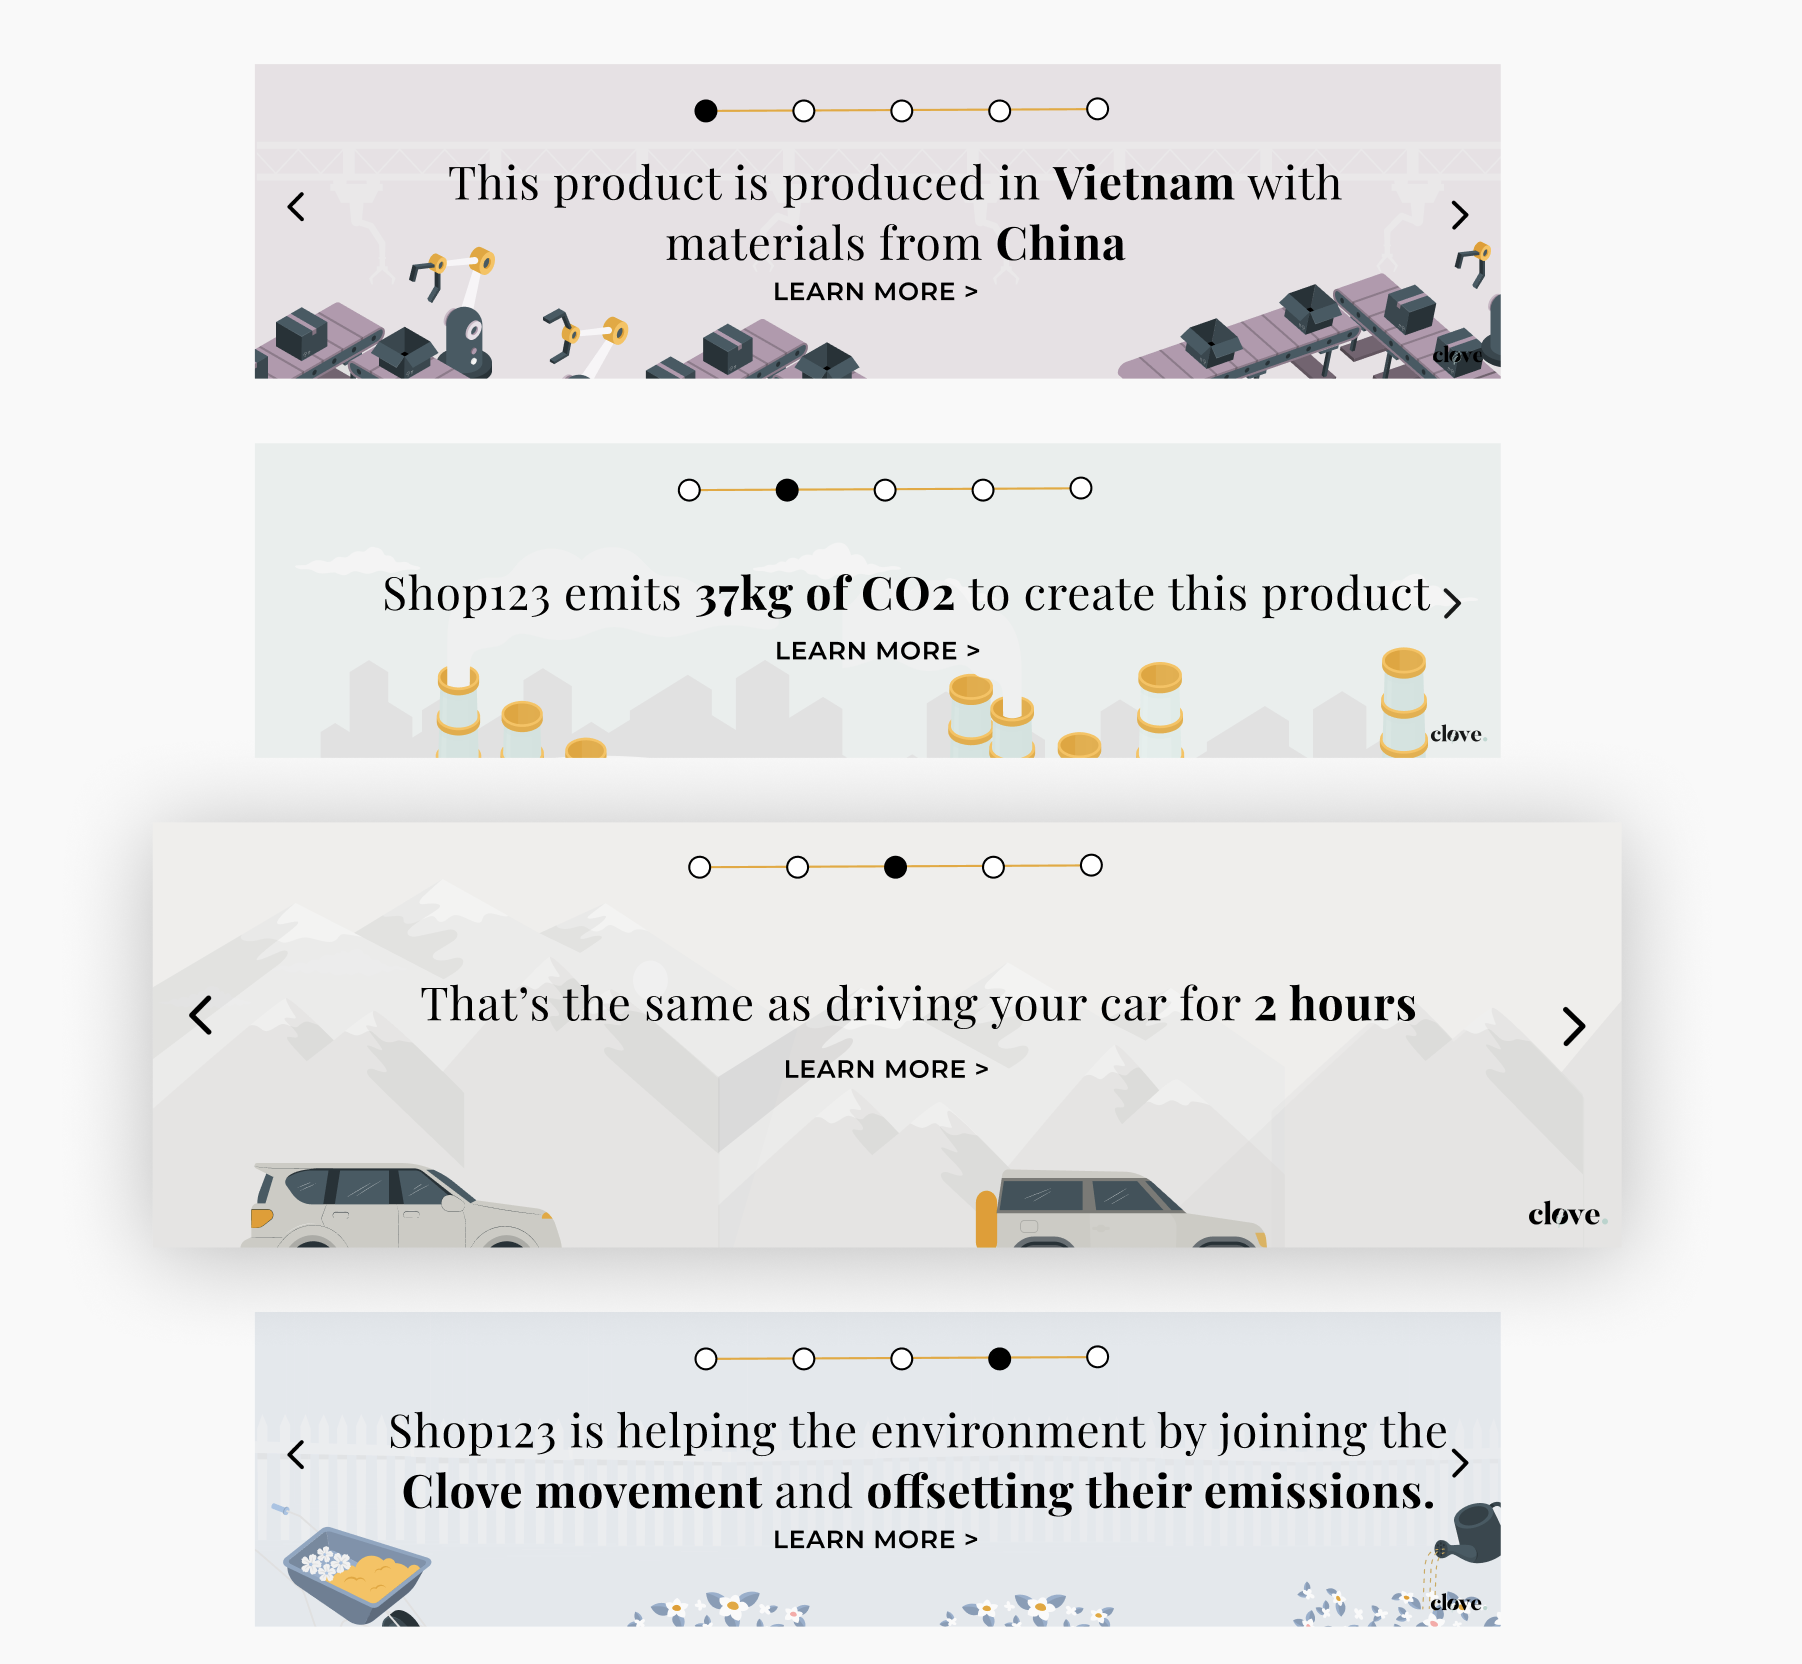 This product is produced in Vietnam with
materials from China
LEARN MORE >
clove.
Shop123 emits 37kg of CO2 to create this product
LEARN MORE >
clove.
That’s the same as driving your car for 2 hours
LEARN MORE >
clove.
Shop123 is helping the environment by joining the
Clove movement and offsetting their emissions.
LEARN MORE >
clove.